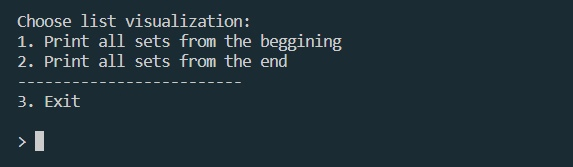 Choose list visualization:
1. Print all sets from the beggining
2. Print all sets from the end
-------------------------
3. Exit
>